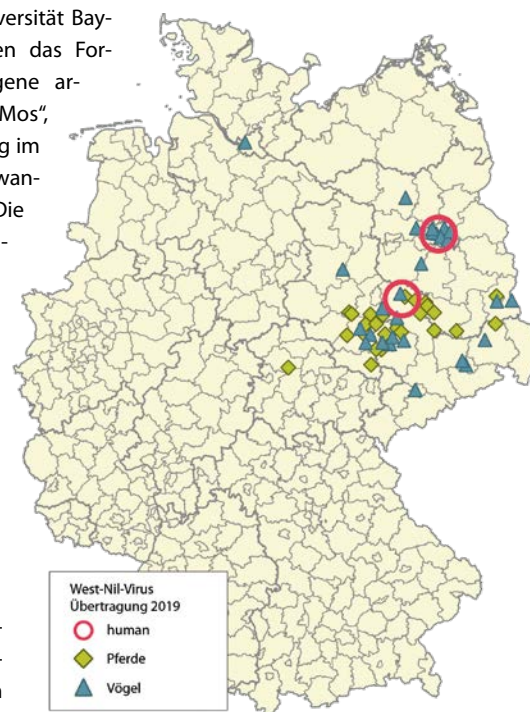 versität Bay-
en das For-
gene ar-
Mos“,
g im
wan-
Die
-
-
-
n
West-Nil-Virus
Übertragung 2019
human
Pferde
Vögel